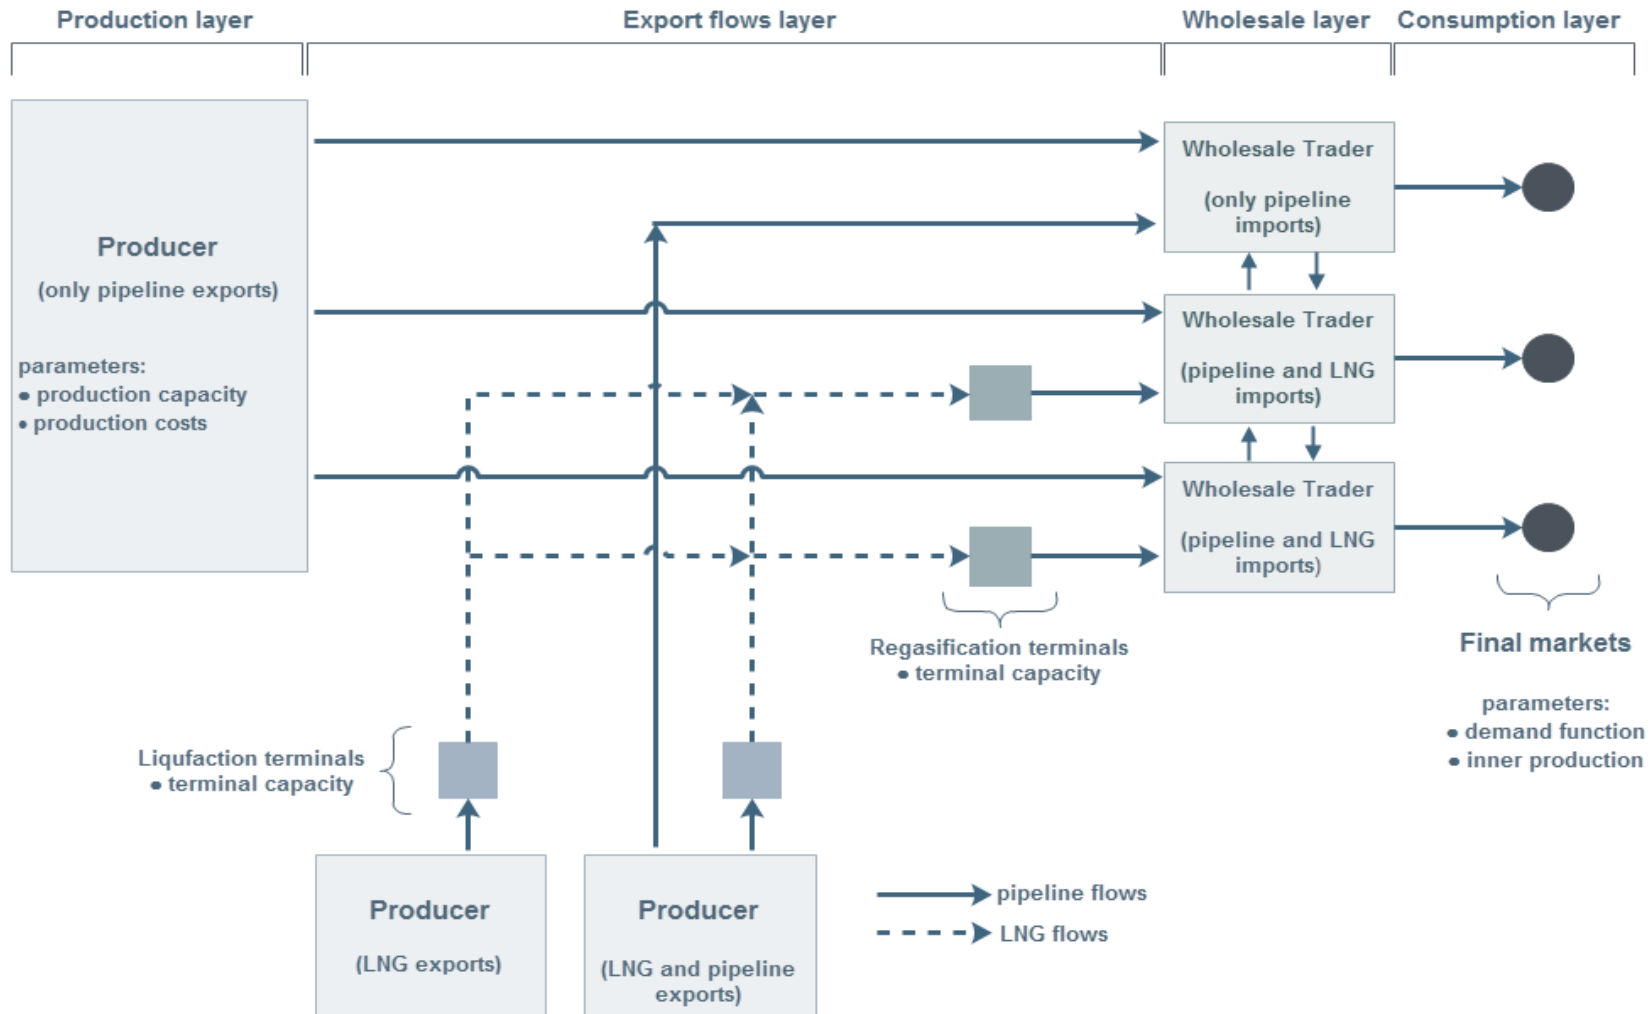 Production layer
Export flows layer
Wholesale layer
Consumption layer
Producer
(only pipeline exports)
parameters:
• production capacity
• production costs
Wholesale Trader
(only pipeline
imports)
Wholesale Trader
(pipeline and LNG
imports)
Wholesale Trader
(pipeline and LNG
imports)
Regasification terminals
• terminal capacity
Final markets
parameters:
• demand function
• inner production
Liqufaction terminals
• terminal capacity
Producer
(LNG exports)
Producer
(LNG and pipeline
exports)
pipeline flows
LNG flows